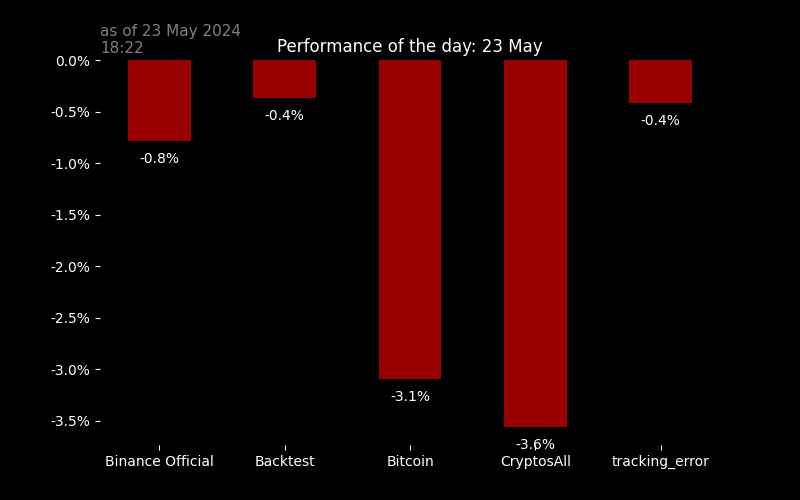 as of 23 May 2024
18:22
Performance of the day: 23 May
0.0%
-0.5%
-1.0%
-1.5%
-2.0%
-2.5%
-3.0%
-3.5%
-0.8%
-0.4%
-3.1%
-3.6%
-0.4%
Binance Official
Backtest
Bitcoin
CryptosAll
tracking_error